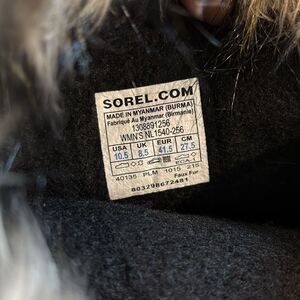 SOREL.COM
MADE IN MYANMAR (BURMA)
Fabriqué Au Myanmar (Birmanie)
1308891256
WMN'S NL1540-256
USA UK EUR CM
10.5 8.5 41.5 27.5
40135 PLM 1015 215
Faux Fur
803298672481